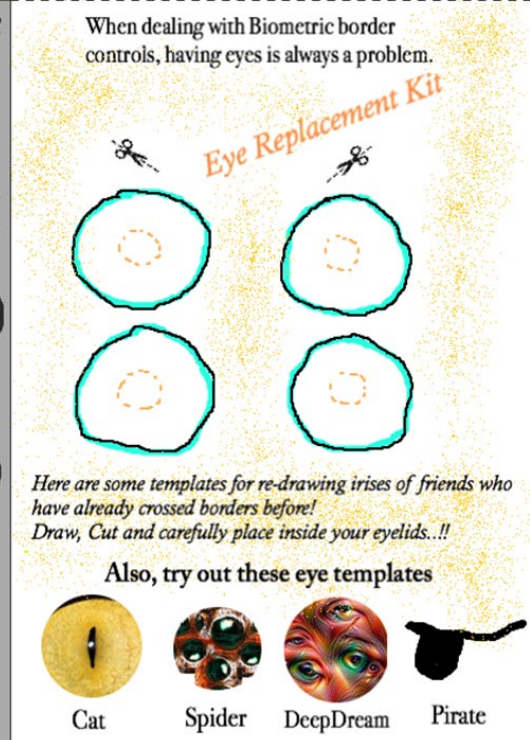 When dealing with Biometric border
controls, having eyes is always a problem.
Eye Replacement Kit
Here are some templates for re-drawing irises of friends who
have already crossed borders before!
Draw, Cut and carefully place inside your eyelids..!!
Also, try out these eye templates
Cat
Spider
DeepDream
Pirate